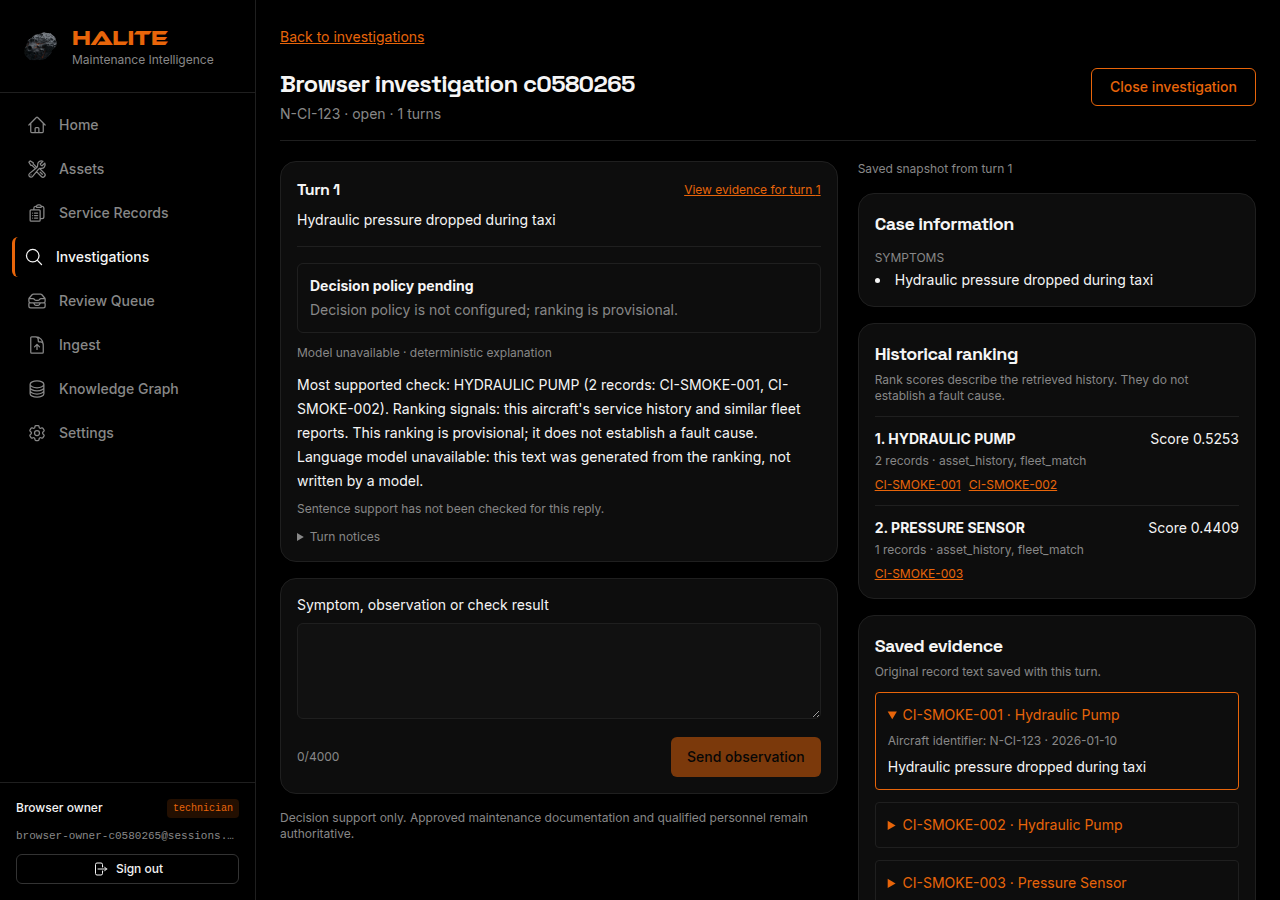 HALITE
Maintenance Intelligence
Home
Assets
Service Records
Investigations
Review Queue
Ingest
Knowledge Graph
Settings
Browser owner
technician
browser-owner-c0580265@sessions.…
Sign out
Back to investigations
Browser investigation c0580265
N-CI-123 · open · 1 turns
Close investigation
Turn 1
View evidence for turn 1
Hydraulic pressure dropped during taxi
Decision policy pending
Decision policy is not configured; ranking is provisional.
Model unavailable · deterministic explanation
Most supported check: HYDRAULIC PUMP (2 records: CI-SMOKE-001, CI-
SMOKE-002). Ranking signals: this aircraft's service history and similar fleet
reports. This ranking is provisional; it does not establish a fault cause.
Language model unavailable: this text was generated from the ranking, not
written by a model.
Sentence support has not been checked for this reply.
Turn notices
Symptom, observation or check result
0/4000
Send observation
Decision support only. Approved maintenance documentation and qualified personnel remain
authoritative.
Saved snapshot from turn 1
Case information
SYMPTOMS
Hydraulic pressure dropped during taxi
Historical ranking
Rank scores describe the retrieved history. They do not
establish a fault cause.
1. HYDRAULIC PUMP
Score 0.5253
2 records · asset_history, fleet_match
CI-SMOKE-001 CI-SMOKE-002
2. PRESSURE SENSOR
Score 0.4409
1 records · asset_history, fleet_match
CI-SMOKE-003
Saved evidence
Original record text saved with this turn.
CI-SMOKE-001 · Hydraulic Pump
Aircraft identifier: N-CI-123 · 2026-01-10
Hydraulic pressure dropped during taxi
CI-SMOKE-002 · Hydraulic Pump
CI-SMOKE-003 · Pressure Sensor